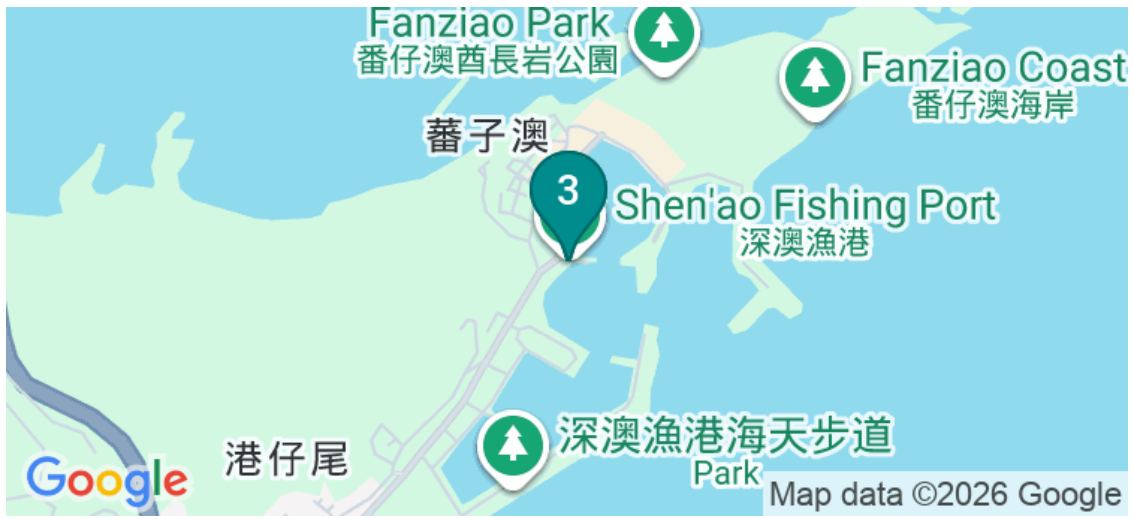 Fanziao Park
番仔澳酋長岩公園
Fanziao Coast
番仔澳海岸
蕃子澳
3
Shen'ao Fishing Port
深澳漁港
深澳漁港海天步道
Park
港仔尾
Google
Map data ©2026 Google